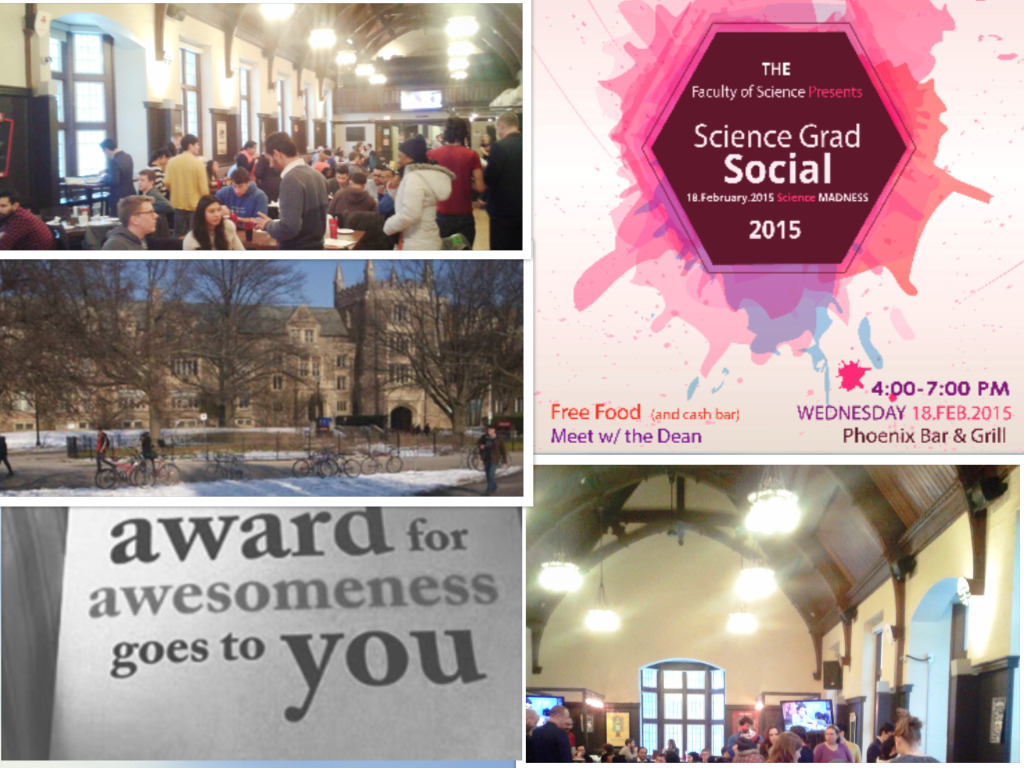 THE
Faculty of Science Presents
Science Grad
Social
18.February.2015 Science MADNESS
2015
4:00-7:00 PM
Free Food (and cash bar)
WEDNESDAY 18.FEB.2015
Meet w/ the Dean
Phoenix Bar & Grill
award for
awesomeness
goes to you